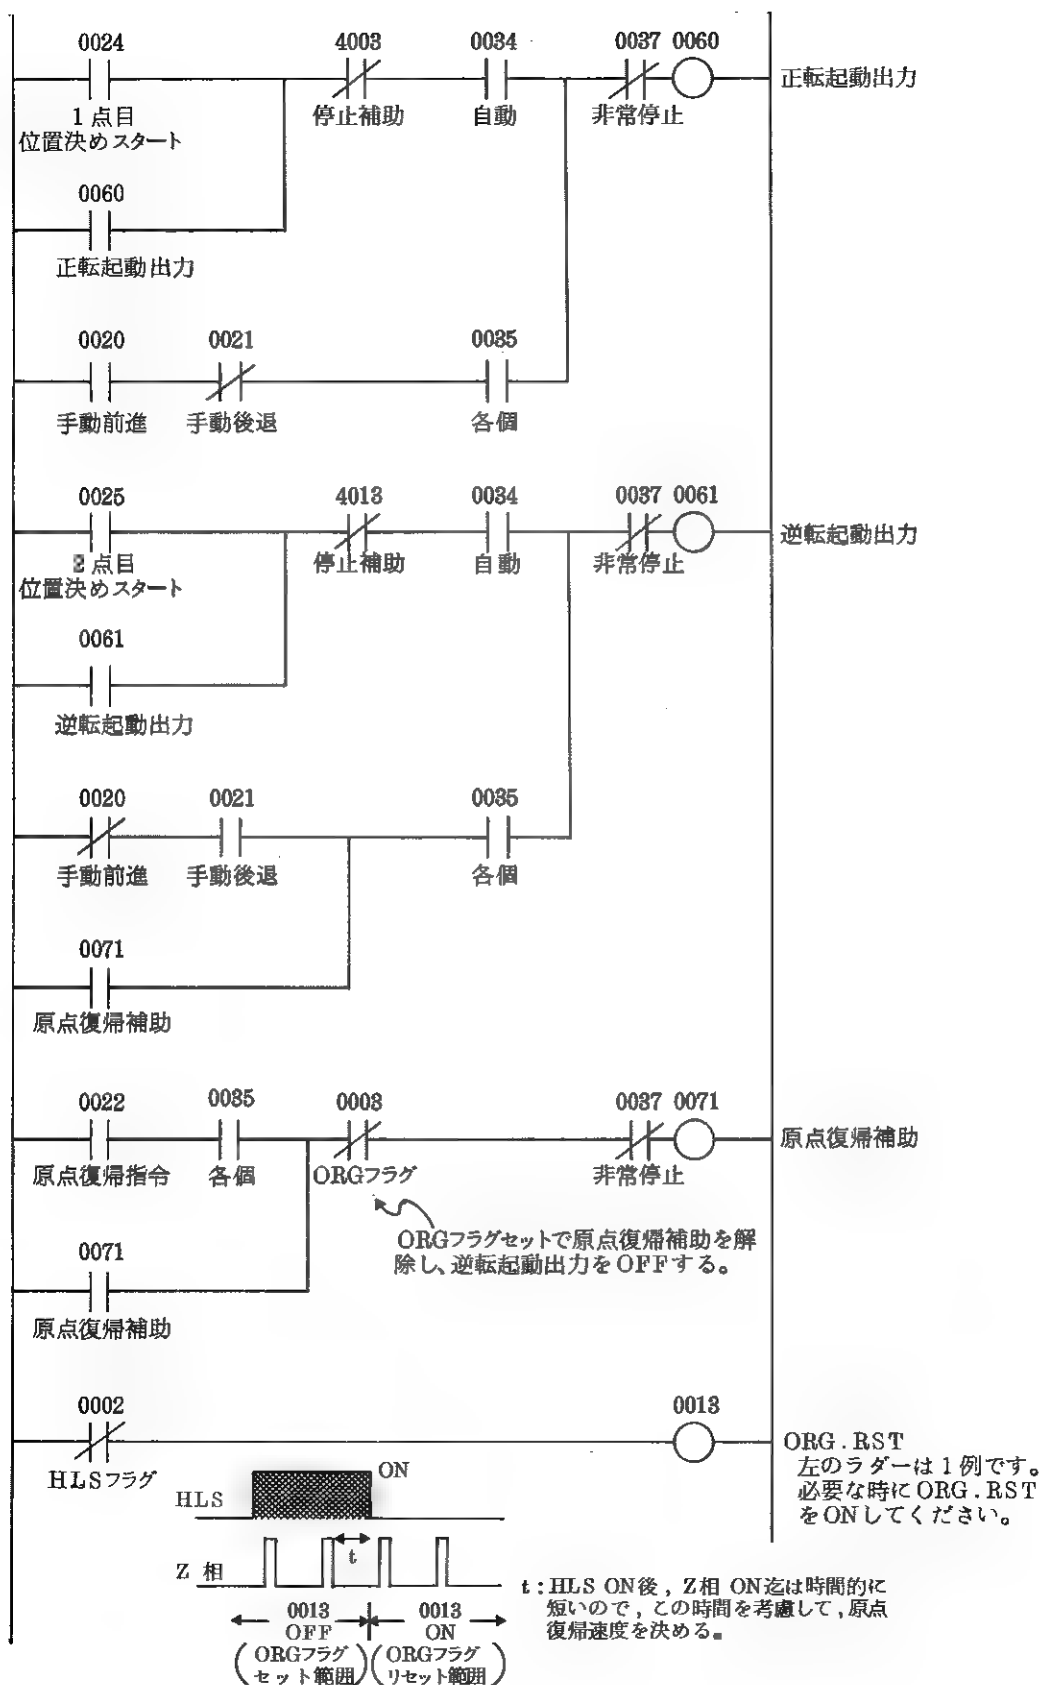 0024 4003 0034 0037 0060
1点目 停止補助 自動 非常停止 正転起動出力
位置決めスタート
0060
正転起動出力
0020 0021 0035
手動前進 手動後退 各個
0025 4013 0034 0037 0061
2点目 停止補助 自動 非常停止 逆転起動出力
位置決めスタート
0061
逆転起動出力
0020 0021 0035
手動前進 手動後退 各個
0071
原点復帰補助
0022 0035 0003 0037 0071
原点復帰指令 各個 ORGフラグ 非常停止 原点復帰補助
ORGフラグセットで原点復帰補助を解
除し、逆転起動出力をOFFする。
0071
原点復帰補助
0002 0013
HLSフラグ
ORG.RST
左のラダーは1例です。
必要な時にORG.RST
をONしてください。
HLS ON
Z相 t
0013 0013
OFF ON
(ORGフラグ (ORGフラグ
セット範囲) リセット範囲)
t:HLS ON後,Z相 ON迄は時間的に
短いので,この時間を考慮して,原点
復帰速度を決める。